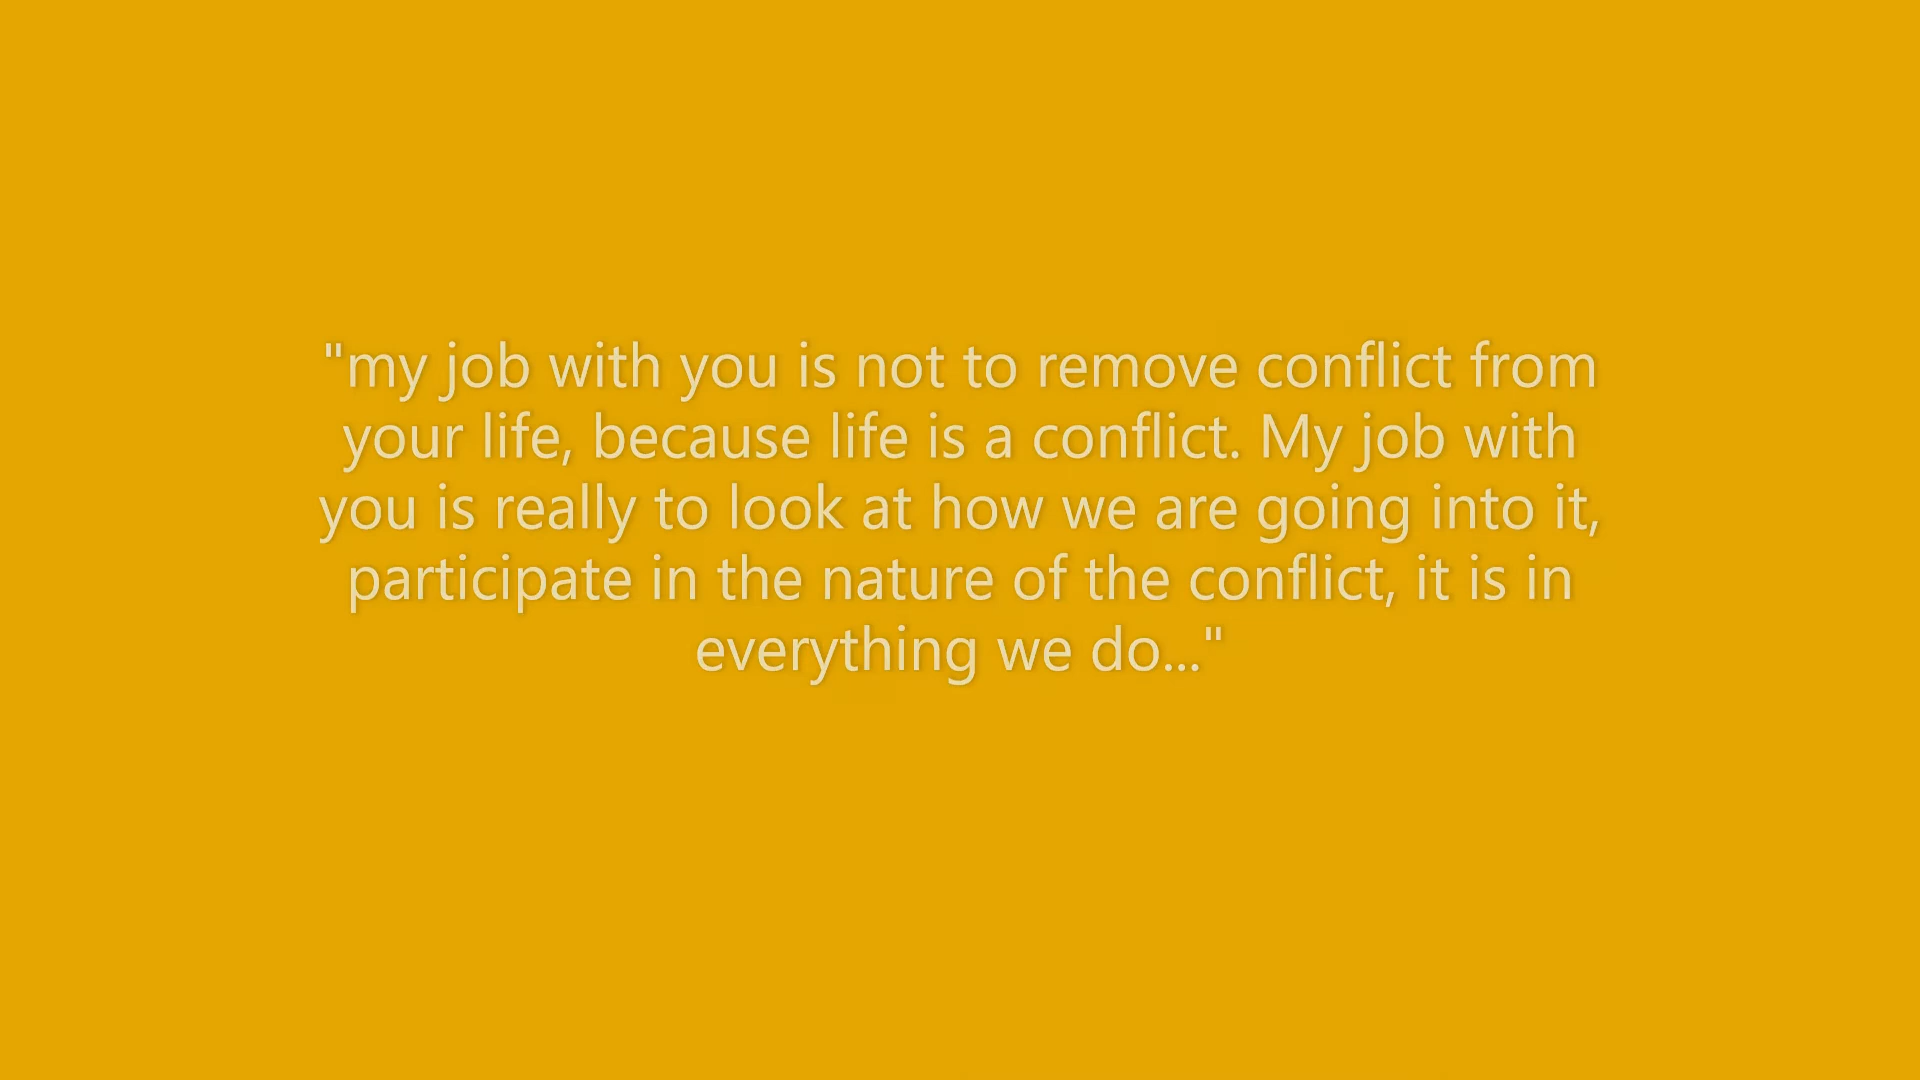 "my job with you is not to remove conflict from
your life, because life is a conflict. My job with
you is really to look at how we are going into it,
participate in the nature of the conflict, it is in
everything we do..."